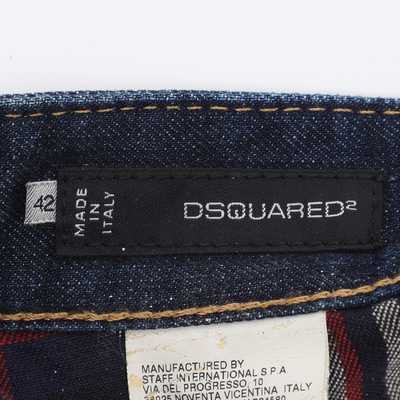 42
MADE
IN
ITALY
DSQUARED²
MANUFACTURED BY
STAFF INTERNATIONAL S.P.A
VIA DEL PROGRESSO, 10
36025 NOVENTA VICENTINA ITALY